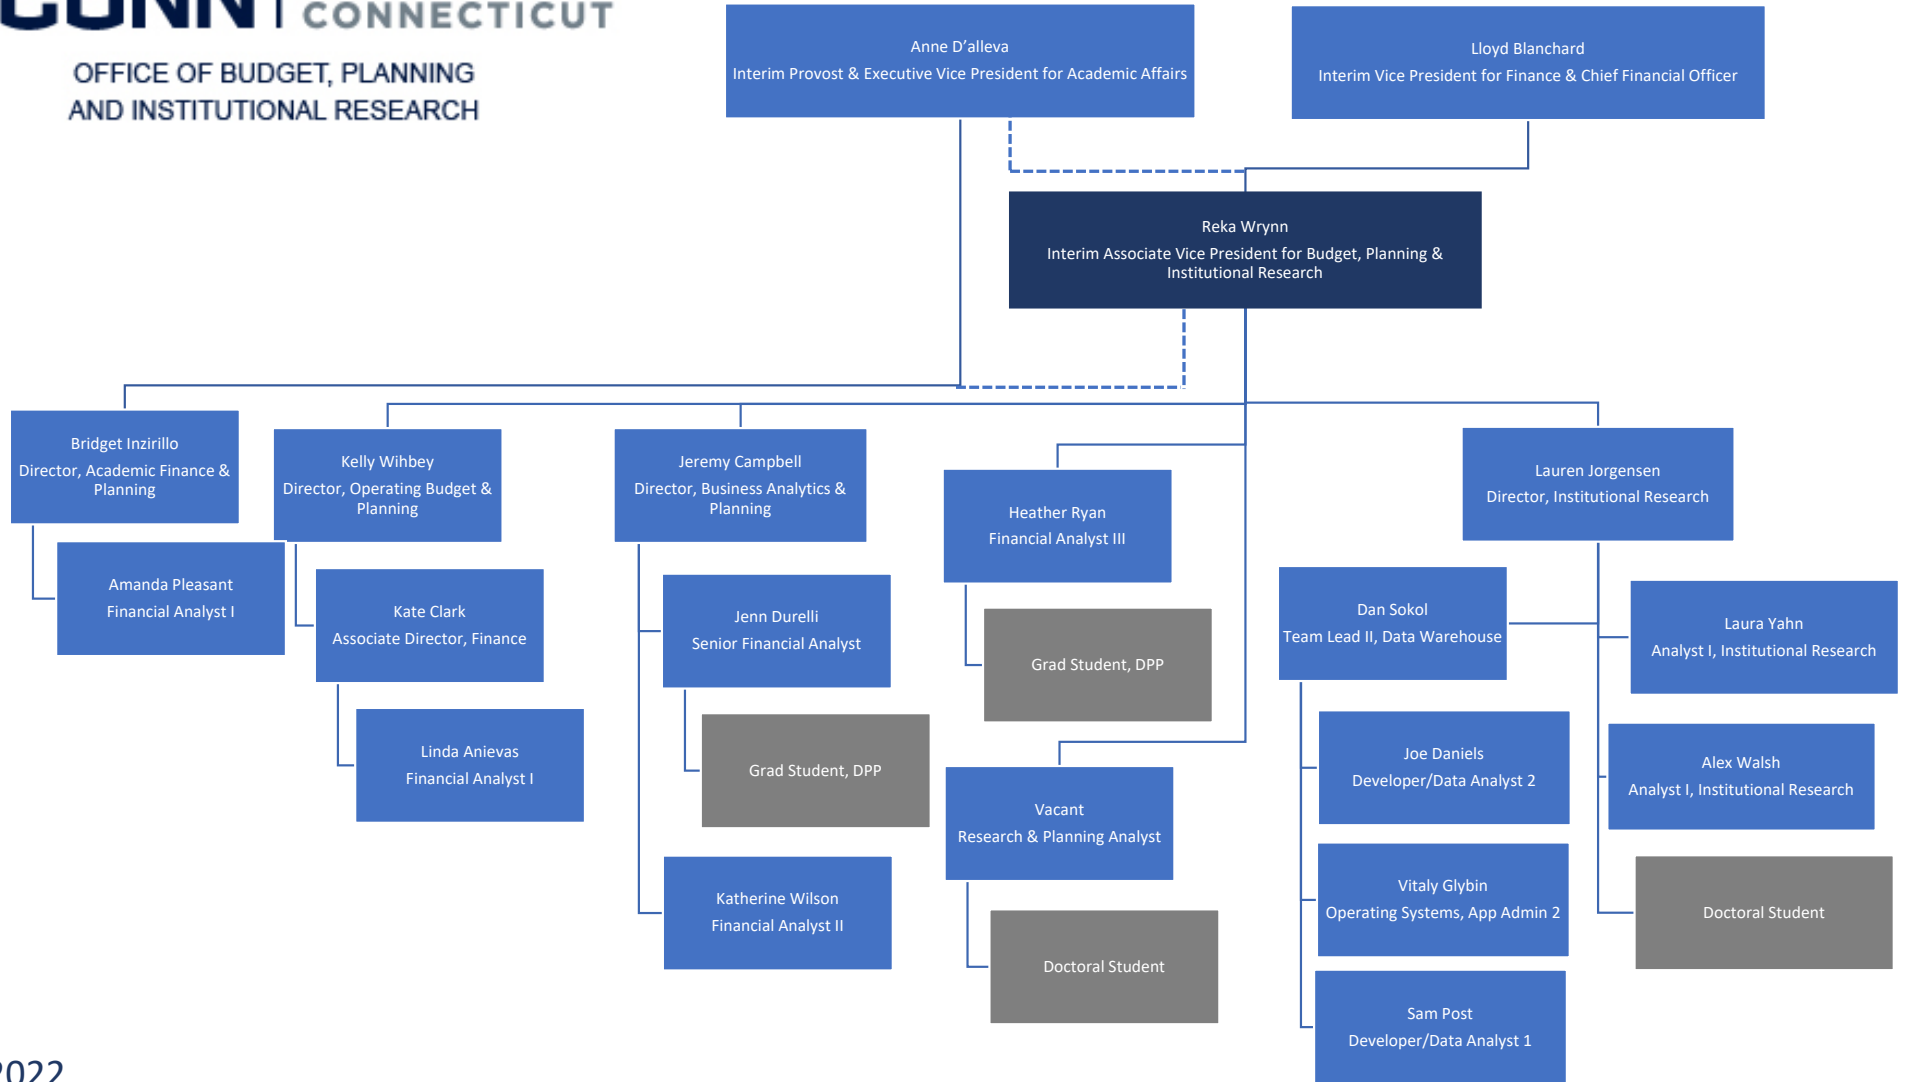 CONNECTICUT
OFFICE OF BUDGET, PLANNING
AND INSTITUTIONAL RESEARCH
Anne D’alleva
Interim Provost & Executive Vice President for Academic Affairs
Lloyd Blanchard
Interim Vice President for Finance & Chief Financial Officer
Reka Wrynn
Interim Associate Vice President for Budget, Planning &
Institutional Research
Bridget Inzirillo
Director, Academic Finance &
Planning
Amanda Pleasant
Financial Analyst I
Kelly Wihbey
Director, Operating Budget &
Planning
Kate Clark
Associate Director, Finance
Linda Anievas
Financial Analyst I
Jeremy Campbell
Director, Business Analytics &
Planning
Jenn Durelli
Senior Financial Analyst
Grad Student, DPP
Katherine Wilson
Financial Analyst II
Heather Ryan
Financial Analyst III
Grad Student, DPP
Vacant
Research & Planning Analyst
Doctoral Student
Lauren Jorgensen
Director, Institutional Research
Dan Sokol
Team Lead II, Data Warehouse
Joe Daniels
Developer/Data Analyst 2
Vitaly Glybin
Operating Systems, App Admin 2
Sam Post
Developer/Data Analyst 1
Laura Yahn
Analyst I, Institutional Research
Alex Walsh
Analyst I, Institutional Research
Doctoral Student
2022